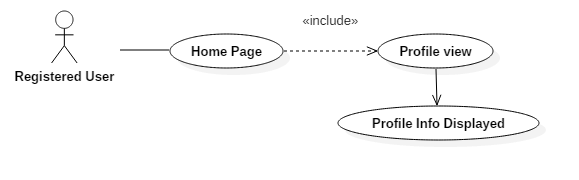 «include»
Home Page
Profile view
Registered User
Profile Info Displayed